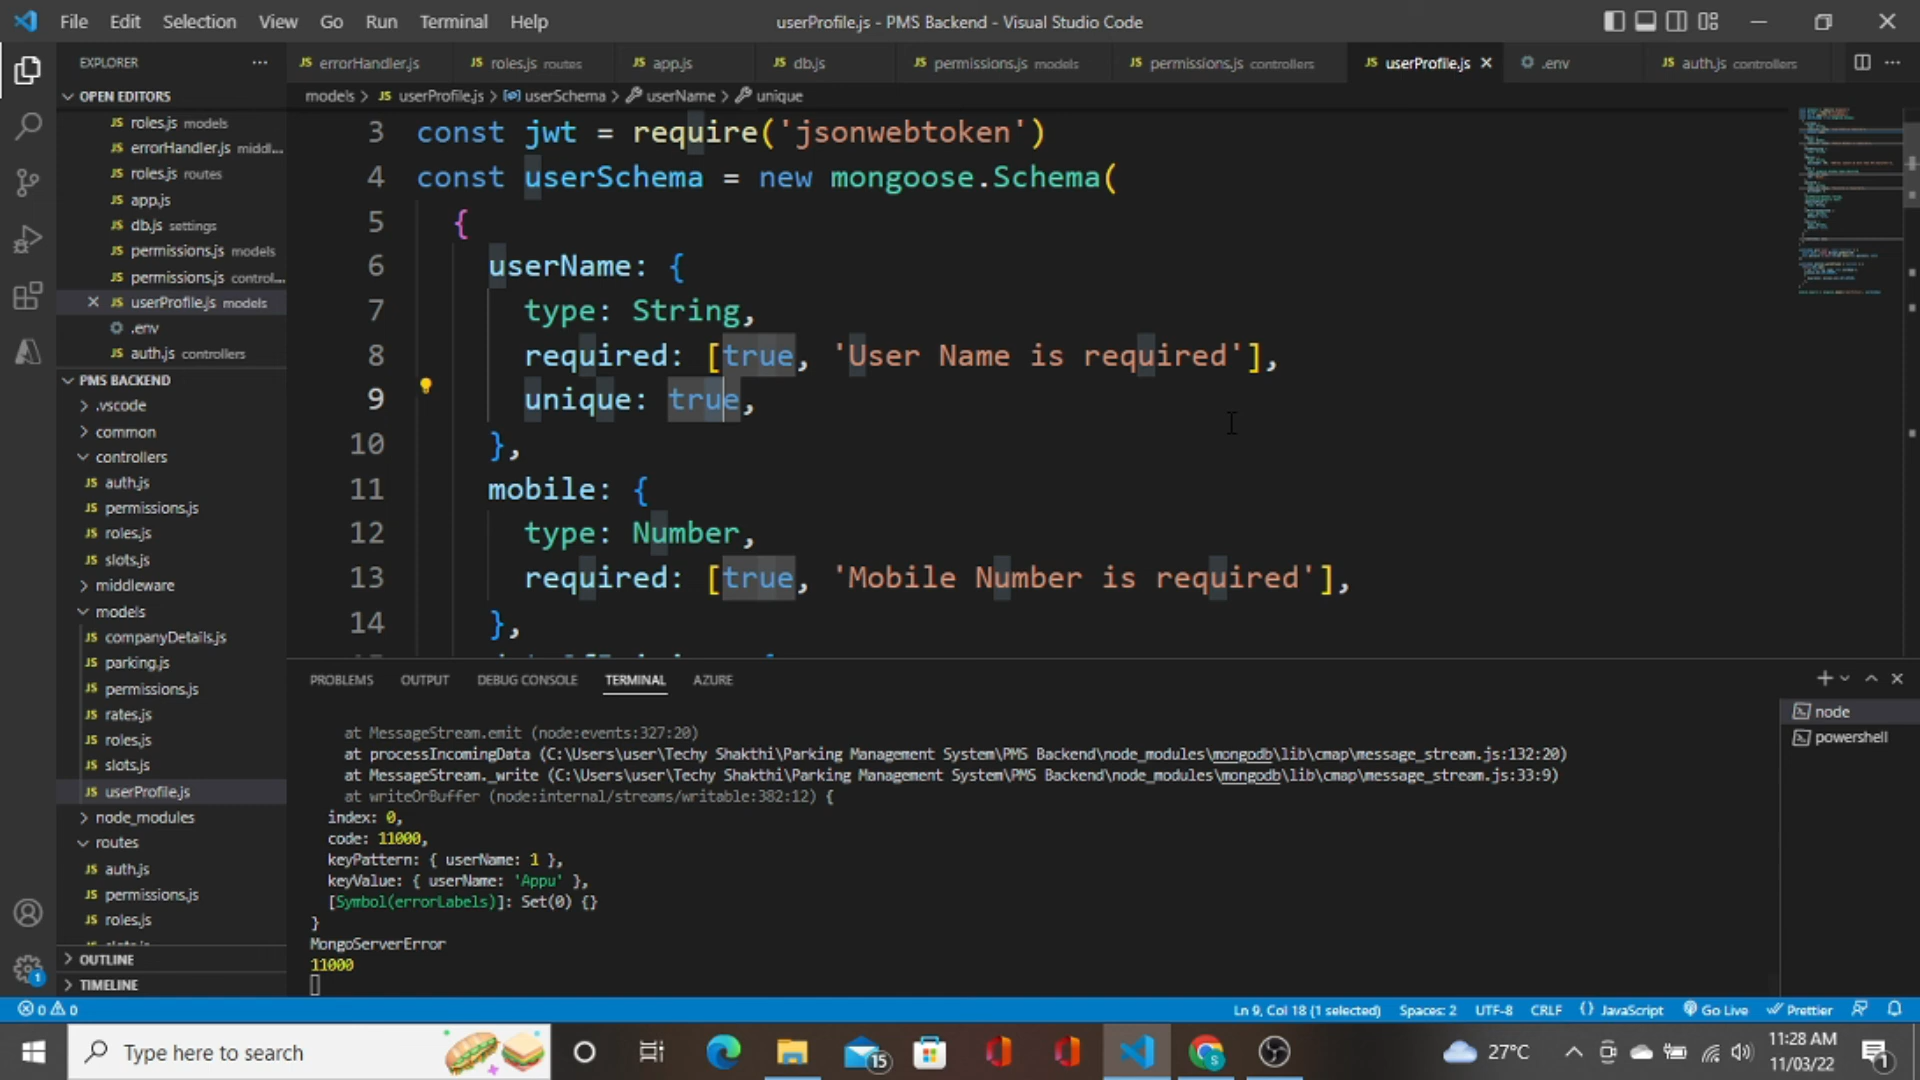 File Edit Selection View Go Run Terminal Help
userProfile.js - PMS Backend - Visual Studio Code
EXPLORER
errorHandler.js
roles.js routes
app.js
db.js
permissions.js models
permissions.js controllers
userProfile.js
.env
auth.js controllers
OPEN EDITORS
roles.js models
errorHandler.js middl...
roles.js routes
app.js
db.js settings
permissions.js models
permissions.js control...
userProfile.js models
.env
auth.js controllers
PMS BACKEND
.vscode
common
controllers
auth.js
permissions.js
roles.js
slots.js
middleware
models
companyDetails.js
parking.js
permissions.js
rates.js
roles.js
slots.js
userProfile.js
node_modules
routes
auth.js
permissions.js
roles.js
OUTLINE
TIMELINE
models > userProfile.js > userSchema > userName > unique
3 const jwt = require('jsonwebtoken')
4 const userSchema = new mongoose.Schema(
5 {
6 userName: {
7 type: String,
8 required: [true, 'User Name is required'],
9 unique: true,
10 },
11 mobile: {
12 type: Number,
13 required: [true, 'Mobile Number is required'],
14 },
PROBLEMS OUTPUT DEBUG CONSOLE TERMINAL AZURE
node
powershell
at MessageStream.emit (node:events:327:20)
at processIncomingData (C:\Users\user\Techy Shakthi\Parking Management System\PMS Backend\node_modules\mongodb\lib\cmap\message_stream.js:132:20)
at MessageStream._write (C:\Users\user\Techy Shakthi\Parking Management System\PMS Backend\node_modules\mongodb\lib\cmap\message_stream.js:33:9)
at writeOrBuffer (node:internal/streams/writable:382:12) {
index: 0,
code: 11000,
keyPattern: { userName: 1 },
keyValue: { userName: 'Appu' },
[Symbol(errorLabels)]: Set(0) {}
}
MongoServerError
11000
0 0
Ln 9, Col 18 (1 selected) Spaces: 2 UTF-8 CRLF {} JavaScript Go Live Prettier
Type here to search
15
27°C
11:28 AM
11/03/22
1